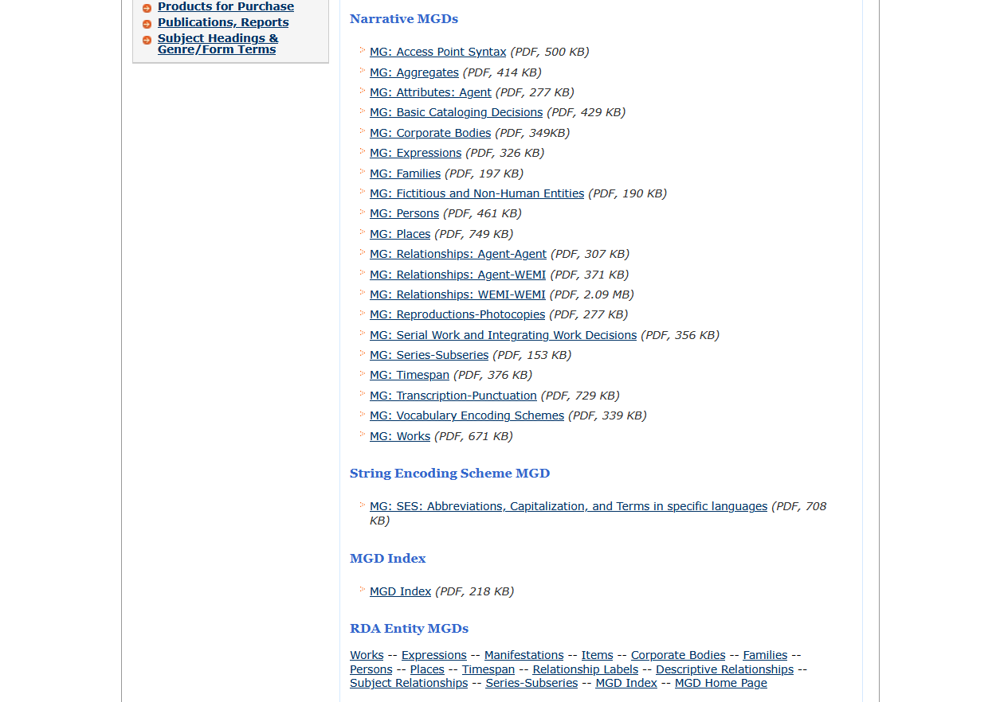 Products for Purchase
Publications, Reports
Subject Headings &
Genre/Form Terms
Narrative MGDs
MG: Access Point Syntax (PDF, 500 KB)
MG: Aggregates (PDF, 414 KB)
MG: Attributes: Agent (PDF, 277 KB)
MG: Basic Cataloging Decisions (PDF, 429 KB)
MG: Corporate Bodies (PDF, 349KB)
MG: Expressions (PDF, 326 KB)
MG: Families (PDF, 197 KB)
MG: Fictitious and Non-Human Entities (PDF, 190 KB)
MG: Persons (PDF, 461 KB)
MG: Places (PDF, 749 KB)
MG: Relationships: Agent-Agent (PDF, 307 KB)
MG: Relationships: Agent-WEMI (PDF, 371 KB)
MG: Relationships: WEMI-WEMI (PDF, 2.09 MB)
MG: Reproductions-Photocopies (PDF, 277 KB)
MG: Serial Work and Integrating Work Decisions (PDF, 356 KB)
MG: Series-Subseries (PDF, 153 KB)
MG: Timespan (PDF, 376 KB)
MG: Transcription-Punctuation (PDF, 729 KB)
MG: Vocabulary Encoding Schemes (PDF, 339 KB)
MG: Works (PDF, 671 KB)
String Encoding Scheme MGD
MG: SES: Abbreviations, Capitalization, and Terms in specific languages (PDF, 708
KB)
MGD Index
MGD Index (PDF, 218 KB)
RDA Entity MGDs
Works -- Expressions -- Manifestations -- Items -- Corporate Bodies -- Families --
Persons -- Places -- Timespan -- Relationship Labels -- Descriptive Relationships --
Subject Relationships -- Series-Subseries -- MGD Index -- MGD Home Page